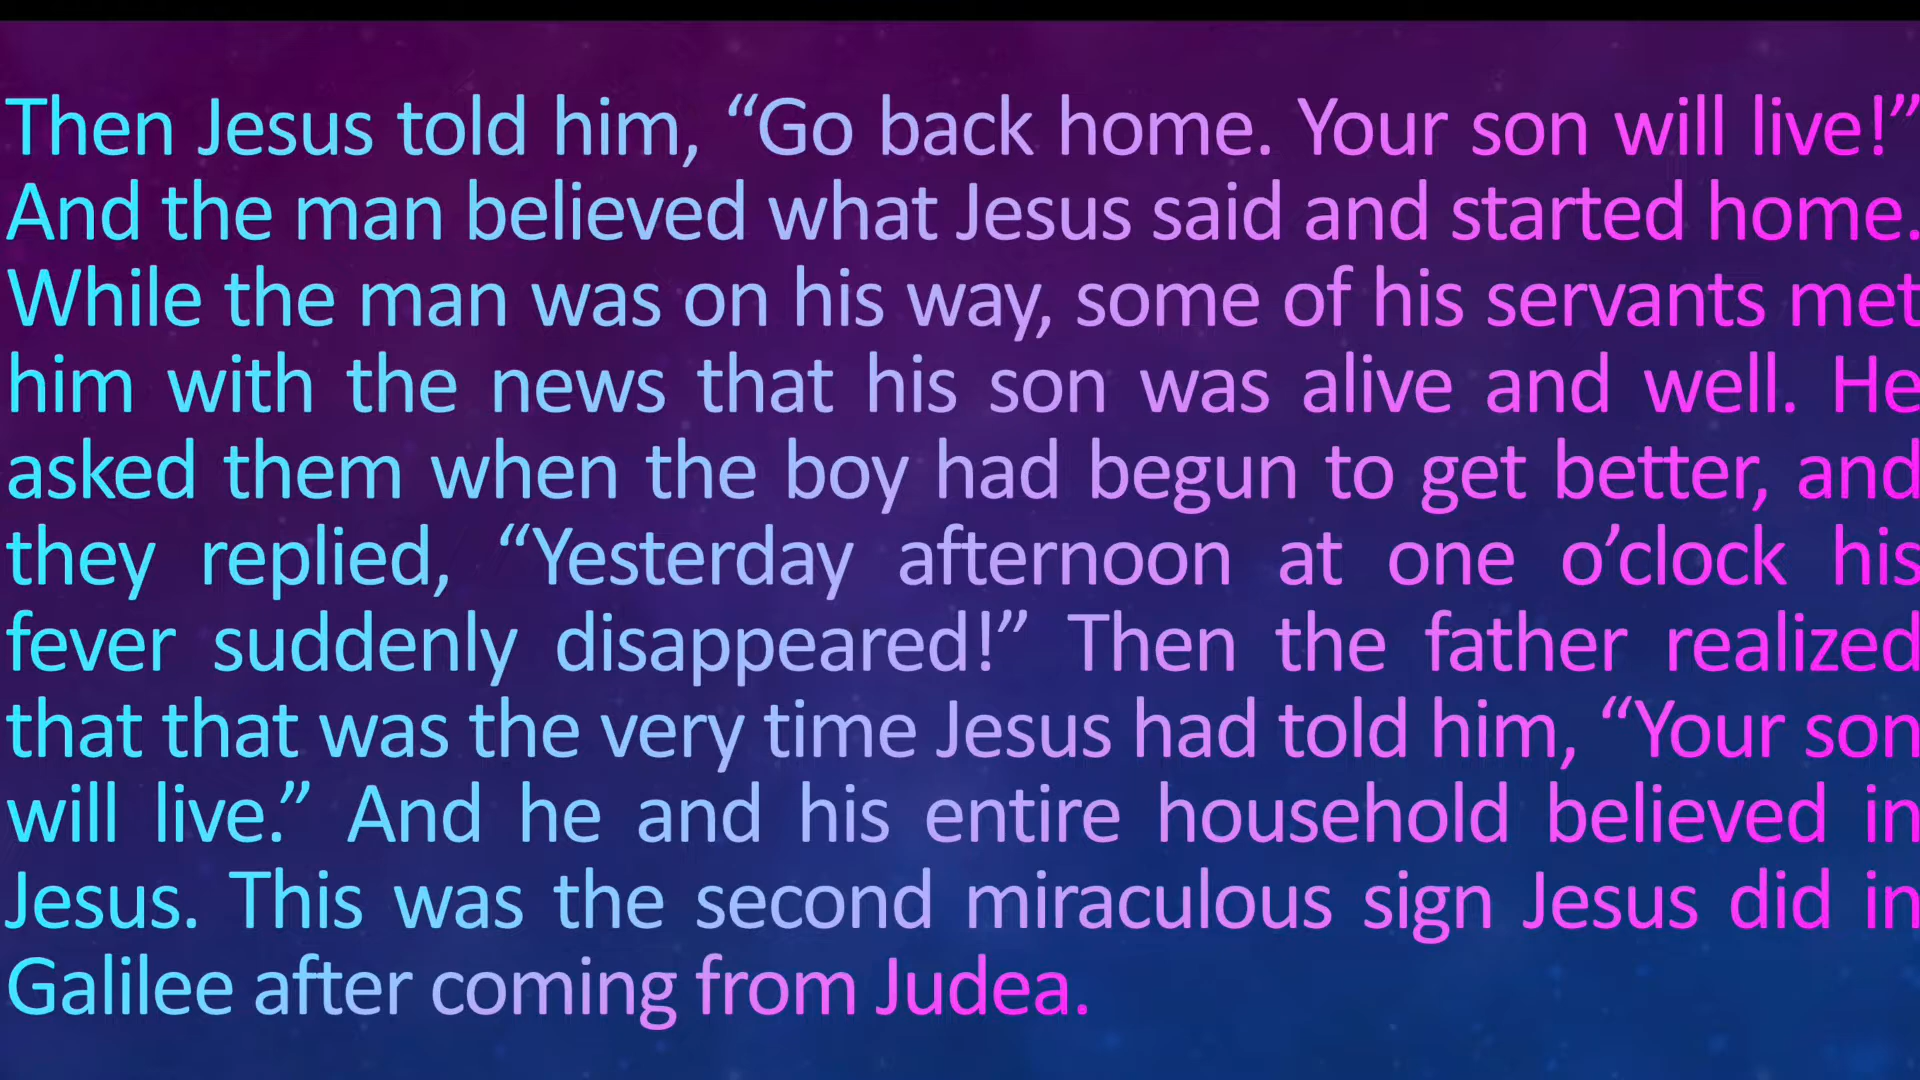 Then Jesus told him, “Go back home. Your son will live!”
And the man believed what Jesus said and started home.
While the man was on his way, some of his servants met
him with the news that his son was alive and well. He
asked them when the boy had begun to get better, and
they replied, “Yesterday afternoon at one o’clock his
fever suddenly disappeared!” Then the father realized
that that was the very time Jesus had told him, “Your son
will live.” And he and his entire household believed in
Jesus. This was the second miraculous sign Jesus did in
Galilee after coming from Judea.